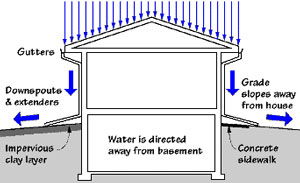 Gutters
Downspouts
& extenders
Grade
slopes away
from house
Water is directed
away from basement
Impervious
clay layer
Concrete
sidewalk